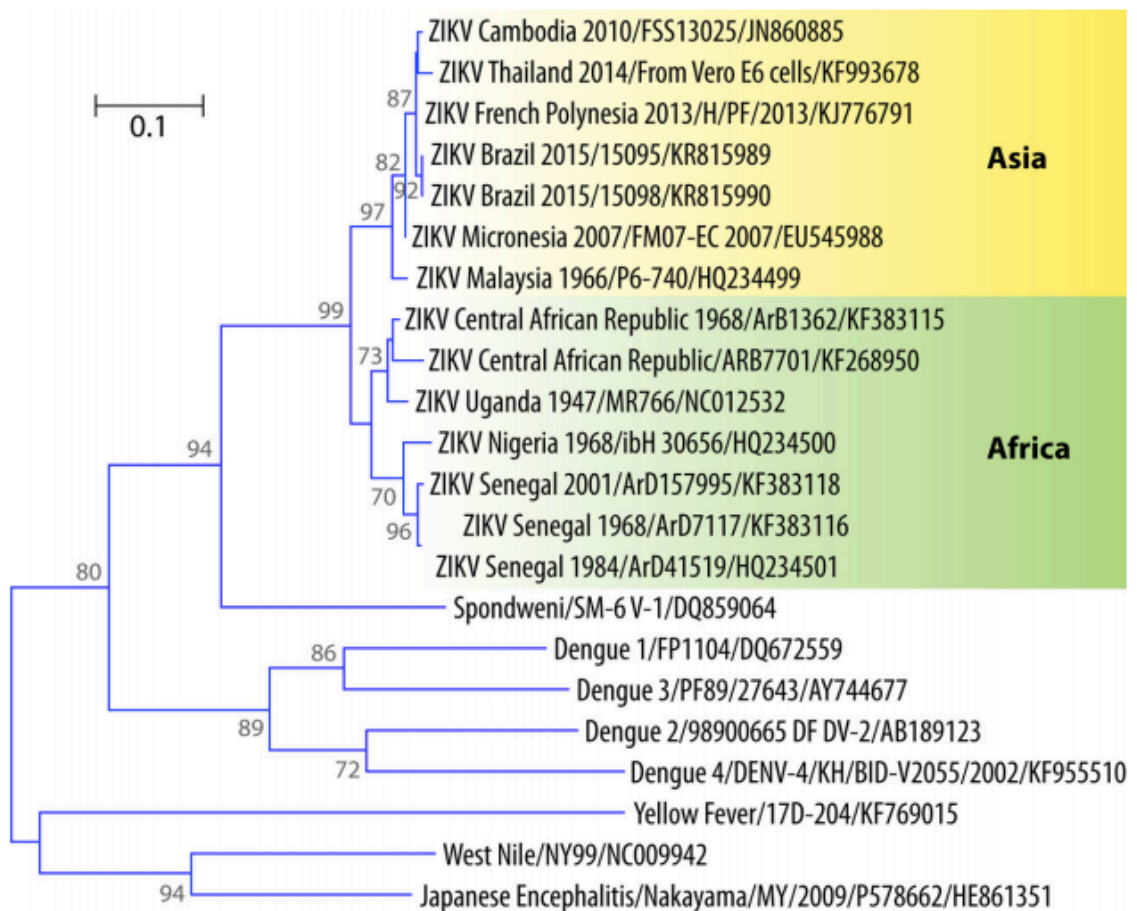 ZIKV Cambodia 2010/FSS13025/JN860885
ZIKV Thailand 2014/From Vero E6 cells/KF993678
87
0.1
ZIKV French Polynesia 2013/H/PF/2013/KJ776791
ZIKV Brazil 2015/15095/KR815989
Asia
82
92
ZIKV Brazil 2015/15098/KR815990
97
ZIKV Micronesia 2007/FM07-EC 2007/EU545988
ZIKV Malaysia 1966/P6-740/HQ234499
99
ZIKV Central African Republic 1968/ArB1362/KF383115
73
ZIKV Central African Republic/ARB7701/KF268950
ZIKV Uganda 1947/MR766/NC012532
94
ZIKV Nigeria 1968/ibH 30656/HQ234500
Africa
70
ZIKV Senegal 2001/ArD157995/KF383118
96
ZIKV Senegal 1968/ArD7117/KF383116
80
ZIKV Senegal 1984/ArD41519/HQ234501
Spondweni/SM-6 V-1/DQ859064
86
Dengue 1/FP1104/DQ672559
Dengue 3/PF89/27643/AY744677
89
Dengue 2/98900665 DF DV-2/AB189123
72
Dengue 4/DENV-4/KH/BID-V2055/2002/KF955510
Yellow Fever/17D-204/KF769015
West Nile/NY99/NC009942
94
Japanese Encephalitis/Nakayama/MY/2009/P578662/HE861351